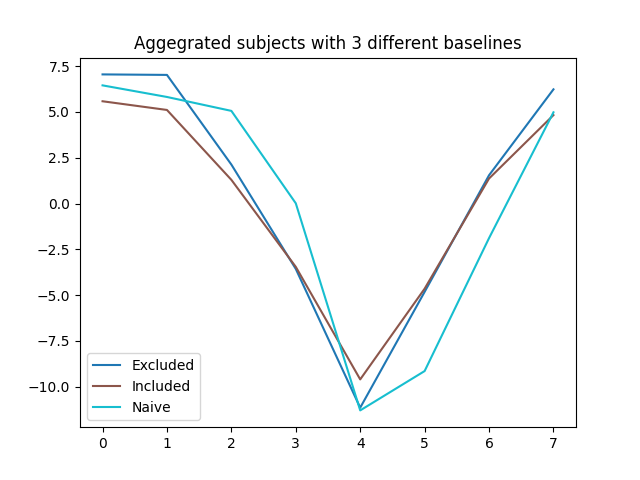 Aggegrated subjects with 3 different baselines
7.5
5.0
2.5
0.0
−2.5
−5.0
−7.5
−10.0
Excluded
Included
Naive
0 1 2 3 4 5 6 7